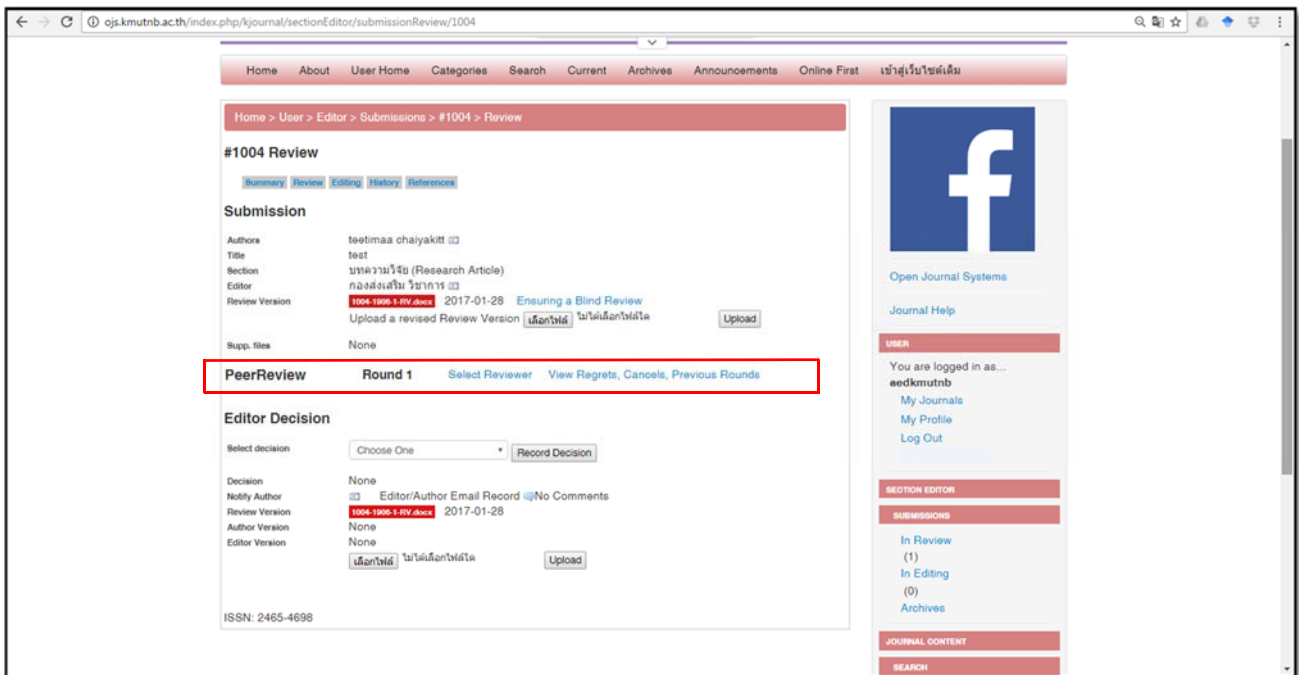 ojs.kmutnb.ac.th/index.php/kjournal/sectionEditor/submissionReview/1004
Home About User Home Categories Search Current Archives Announcements Online First เข้าสู่เว็บไซต์เดิม
Home > User > Editor > Submissions > #1004 > Review
#1004 Review
Summary Review Editing History References
Submission
Authors teetimaa chaiyakitt
Title test
Section บทความวิจัย (Research Article)
Editor กองส่งเสริม วิชาการ
Review Version 1004-1906-1-RV.docx 2017-01-28 Ensuring a Blind Review
Upload a revised Review Version เลือกไฟล์ ไม่ได้เลือกไฟล์ใด Upload
Supp. files None
PeerReview Round 1 Select Reviewer View Regrets, Cancels, Previous Rounds
Editor Decision
Select decision Choose One Record Decision
Decision None
Notify Author Editor/Author Email Record No Comments
Review Version 1004-1906-1-RV.docx 2017-01-28
Author Version None
Editor Version None
เลือกไฟล์ ไม่ได้เลือกไฟล์ใด Upload
ISSN: 2465-4698
f
Open Journal Systems
Journal Help
USER
You are logged in as...
aedkmutnb
My Journals
My Profile
Log Out
SECTION EDITOR
SUBMISSIONS
In Review
(1)
In Editing
(0)
Archives
JOURNAL CONTENT
SEARCH